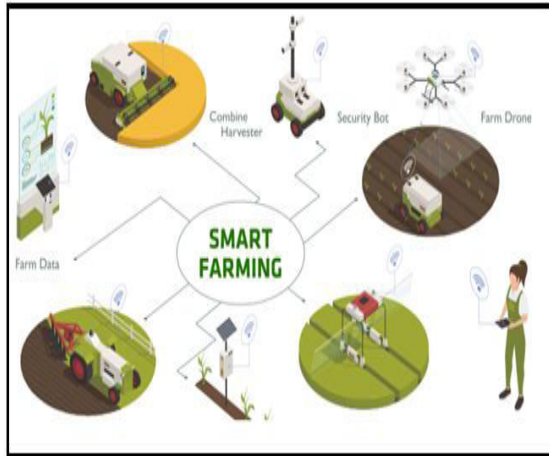 Combine
Harvester
Security Bot
Farm Drone
SMART
FARMING
Farm Data